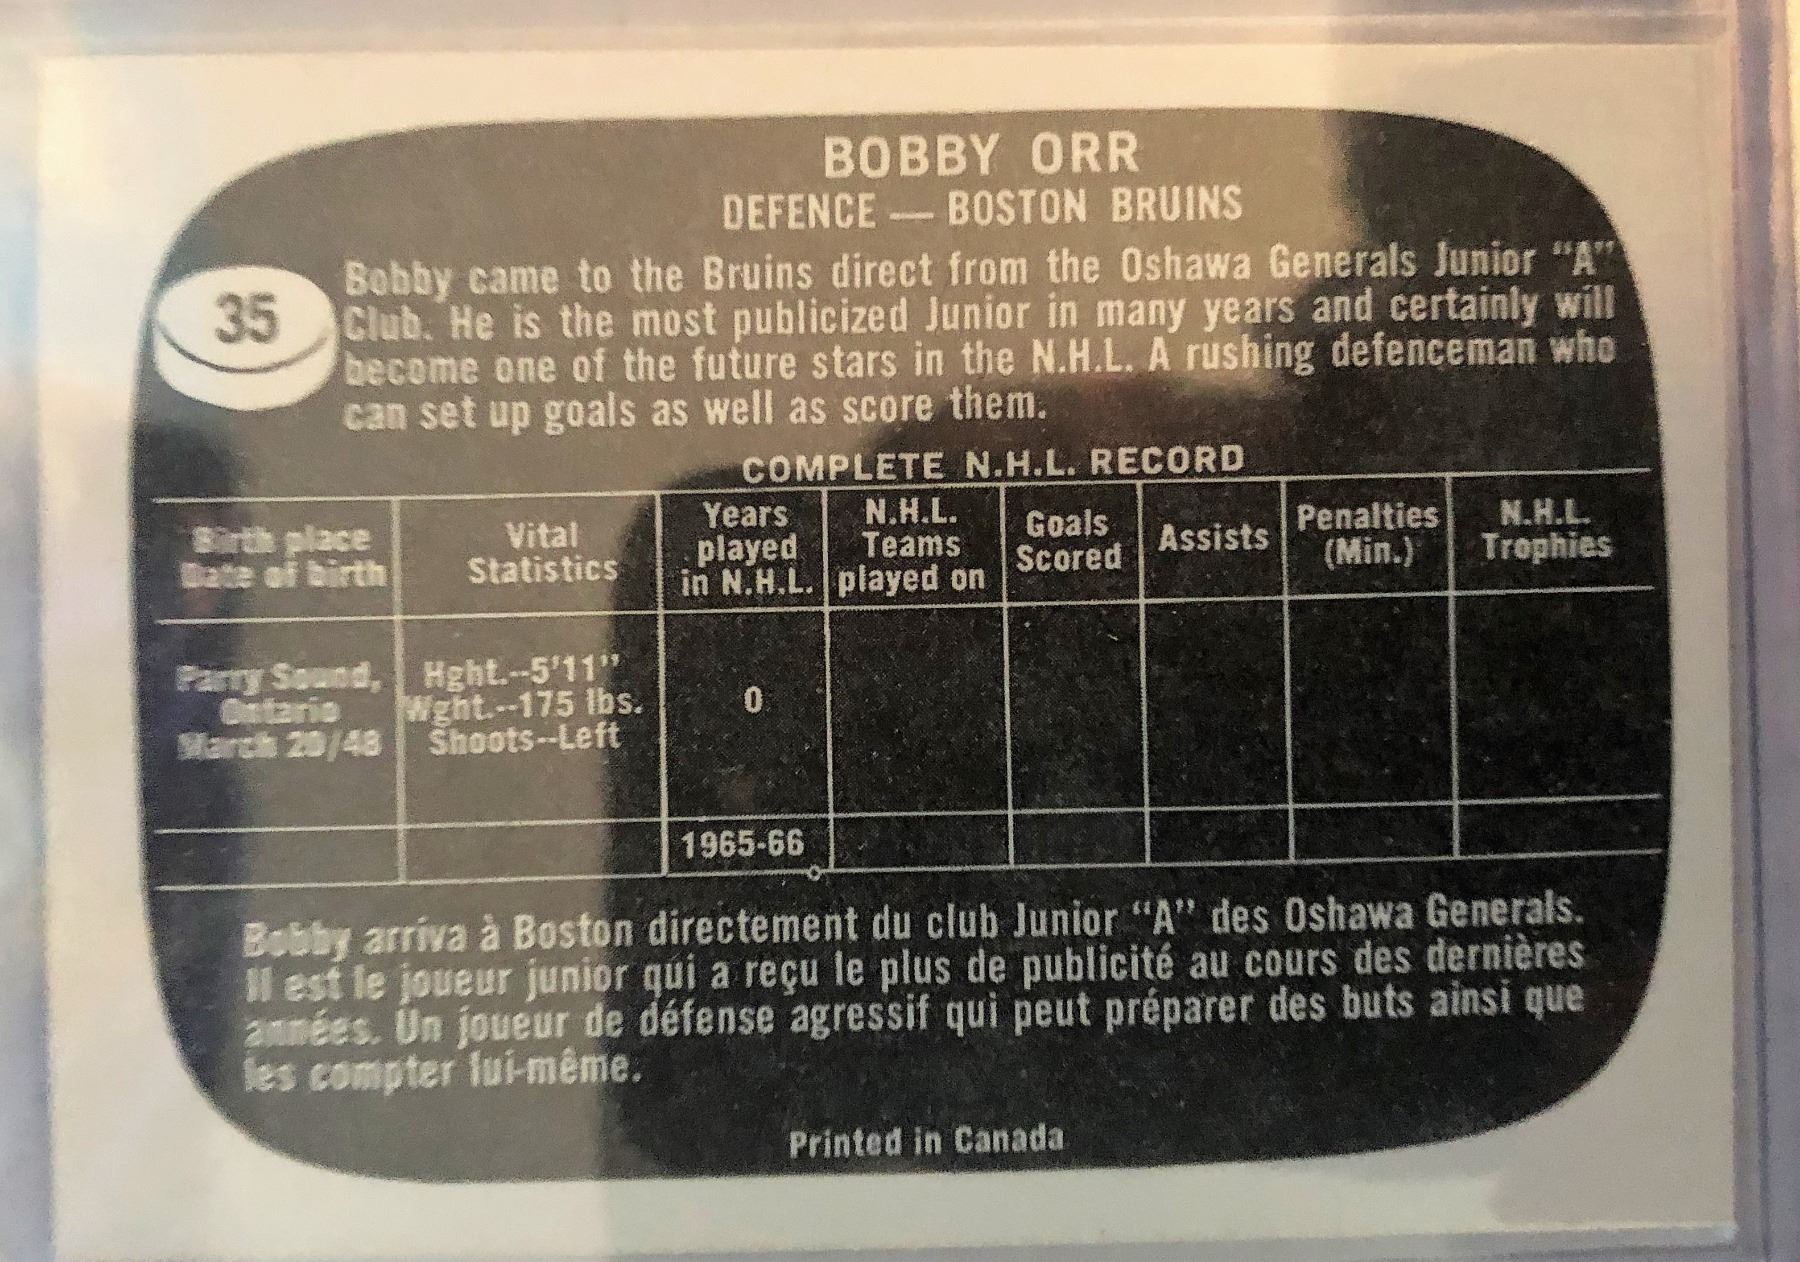 BOBBY ORR
DEFENCE — BOSTON BRUINS
35
Bobby came to the Bruins direct from the Oshawa Generals Junior "A"
Club. He is the most publicized Junior in many years and certainly will
become one of the future stars in the N.H.L. A rushing defenceman who
can set up goals as well as score them.
COMPLETE N.H.L. RECORD
Birth place
Date of birth
Vital
Statistics
Years
played
in N.H.L.
N.H.L.
Teams
played on
Goals
Scored
Assists
Penalties
(Min.)
N.H.L.
Trophies
Parry Sound,
Ontario
March 20/48
Hght.--5'11"
Wght.--175 lbs.
Shoots--Left
0
1965-66
Bobby arriva à Boston directement du club Junior "A" des Oshawa Generals.
Il est le joueur junior qui a reçu le plus de publicité au cours des dernières
années. Un joueur de défense agressif qui peut préparer des buts ainsi que
les compter lui-même.
Printed in Canada